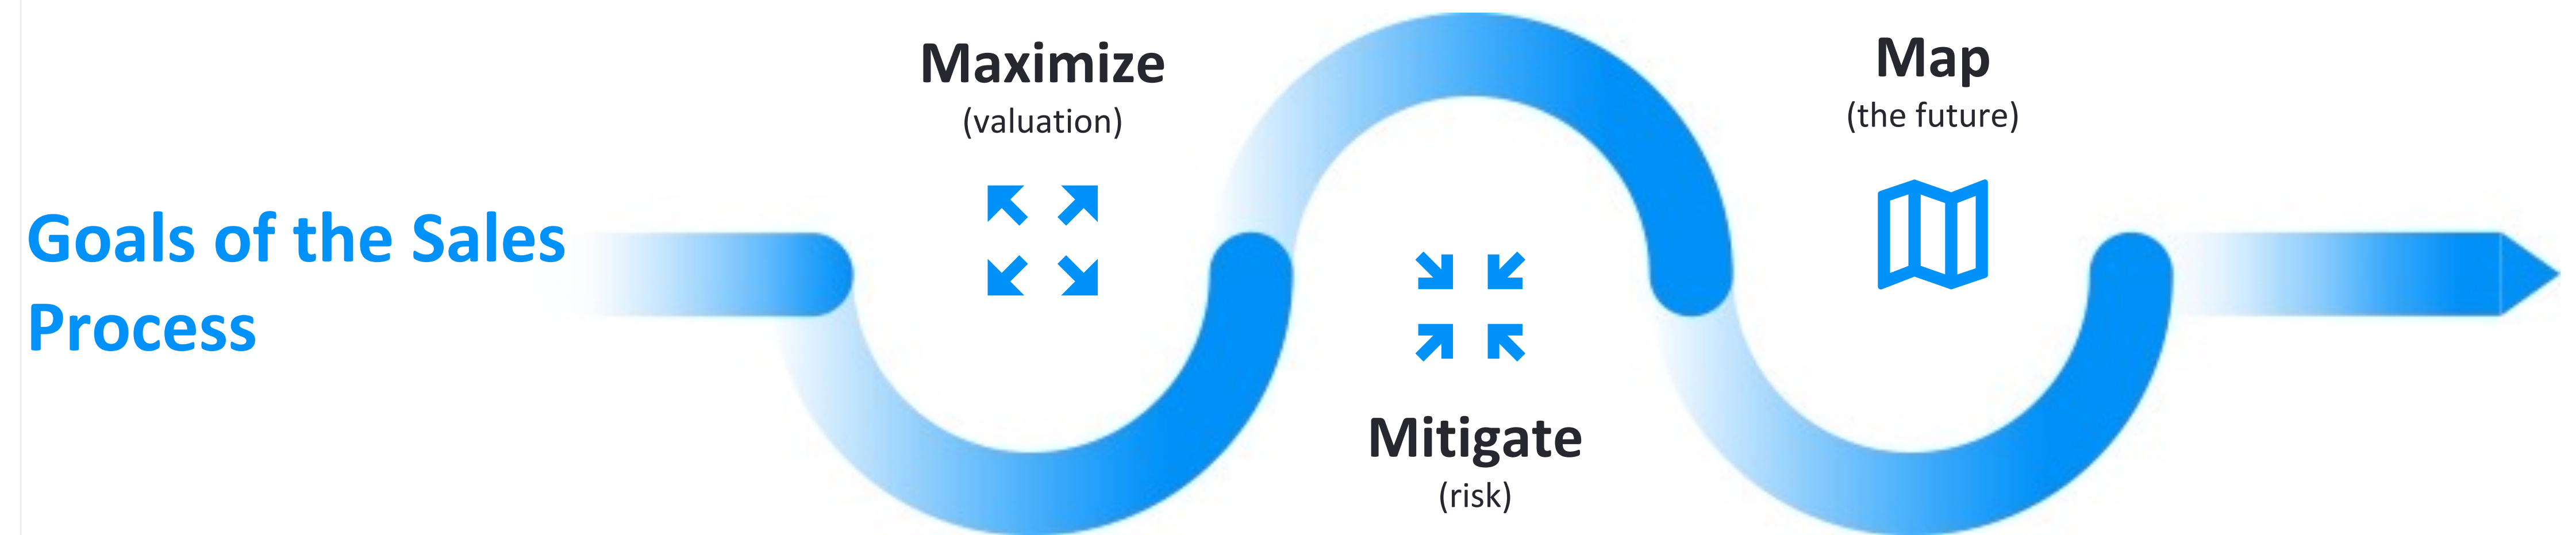 Goals of the Sales
Process
Maximize
(valuation)
Mitigate
(risk)
Map
(the future)